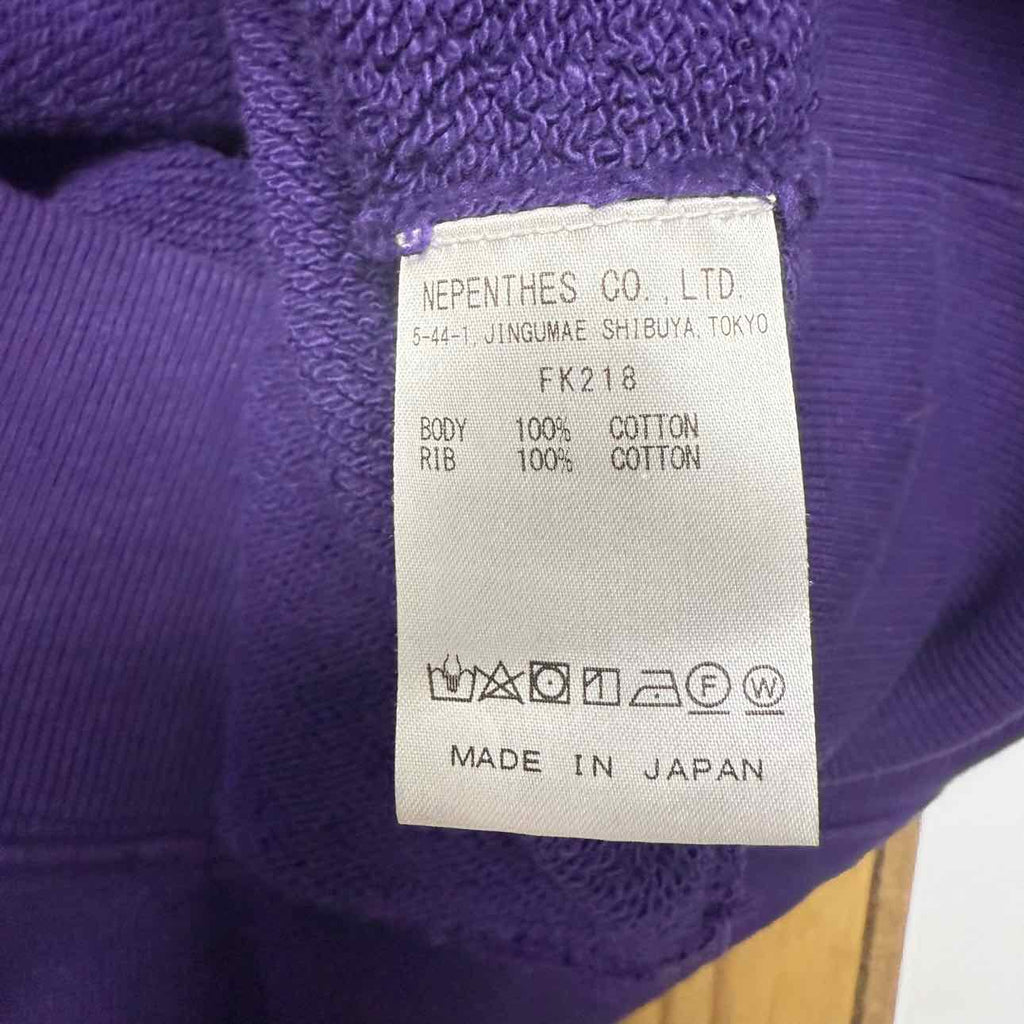 NEPENTHES CO., LTD.
5-44-1, JINGUMAE SHIBUYA, TOKYO
FK218
BODY 100% COTTON
RIB 100% COTTON
F W
MADE IN JAPAN